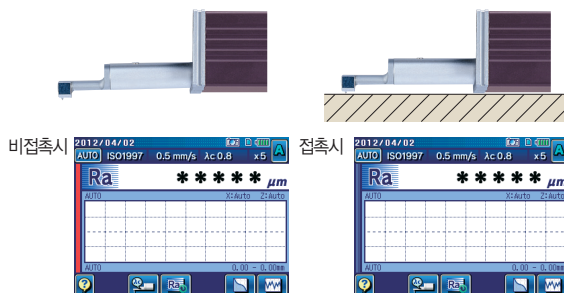 비접촉시
2012/04/02
AUTO ISO1997 0.5 mm/s λc 0.8 x5 A
Ra ***** μm
AUTO X:Auto Z:Auto
AUTO 0.00 - 0.00mm
Ra
접촉시
2012/04/02
AUTO ISO1997 0.5 mm/s λc 0.8 x5 A
Ra ***** μm
AUTO X:Auto Z:Auto
AUTO 0.00 - 0.00mm
Ra